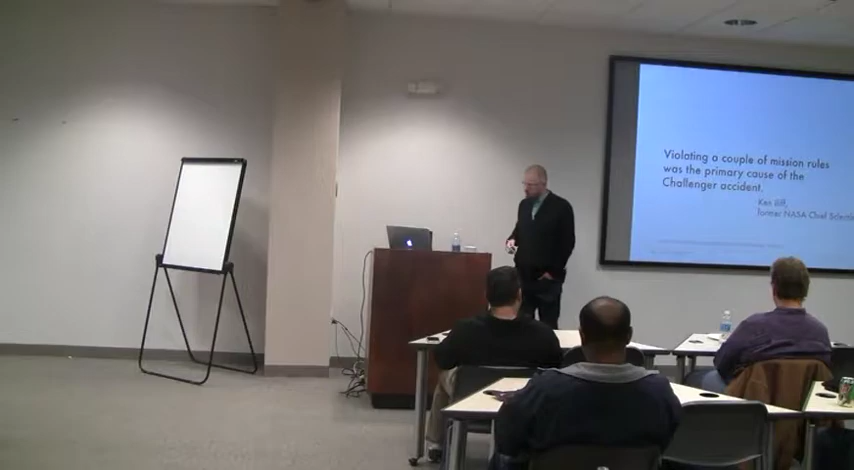 Violating a couple of mission rules
was the primary cause of the
Challenger accident.
Ken Iliff,
former NASA Chief Scientist